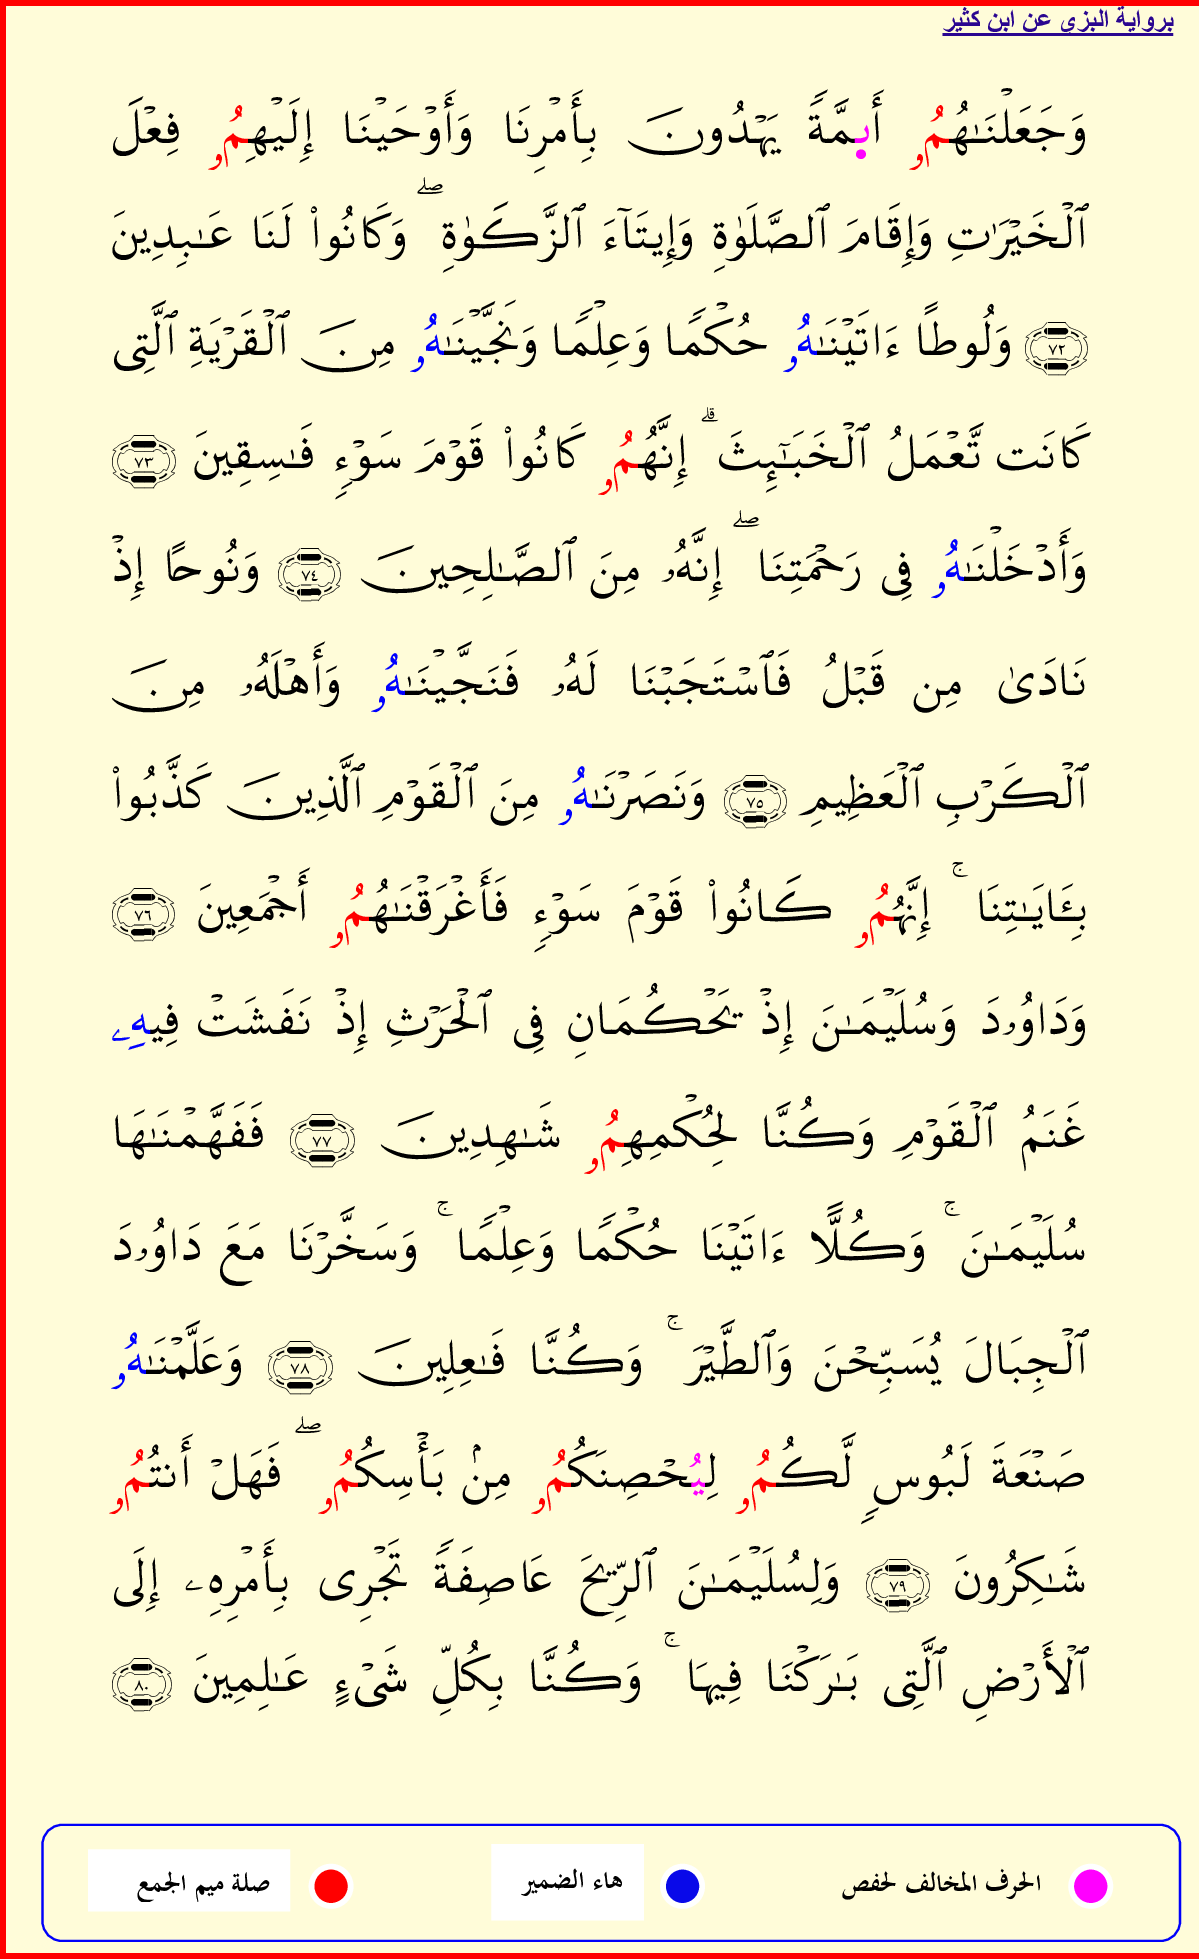 برواية البزي عن ابن كثير
وَجَعَلْنَٰهُمُۥ أَىِٕمَّةً يَهْدُونَ بِأَمْرِنَا وَأَوْحَيْنَا إِلَيْهِمُۥ فِعْلَ
ٱلْخَيْرَٰتِ وَإِقَامَ ٱلصَّلَوٰةِ وَإِيتَآءَ ٱلزَّكَوٰةِ ۖ وَكَانُوا۟ لَنَا عَٰبِدِينَ
٧٢ وَلُوطًا ءَاتَيْنَٰهُۥ حُكْمًا وَعِلْمًا وَنَجَّيْنَٰهُۥ مِنَ ٱلْقَرْيَةِ ٱلَّتِى
كَانَت تَّعْمَلُ ٱلْخَبَٰٓئِثَ ۗ إِنَّهُمُۥ كَانُوا۟ قَوْمَ سَوْءٍ فَٰسِقِينَ ٧٣
وَأَدْخَلْنَٰهُۥ فِى رَحْمَتِنَا ۖ إِنَّهُۥ مِنَ ٱلصَّٰلِحِينَ ٧٤ وَنُوحًا إِذْ
نَادَىٰ مِن قَبْلُ فَٱسْتَجَبْنَا لَهُۥ فَنَجَّيْنَٰهُۥ وَأَهْلَهُۥ مِنَ
ٱلْكَرْبِ ٱلْعَظِيمِ ٧٥ وَنَصَرْنَٰهُۥ مِنَ ٱلْقَوْمِ ٱلَّذِينَ كَذَّبُوا۟
بِـَٔايَٰتِنَا ۚ إِنَّهُمُۥ كَانُوا۟ قَوْمَ سَوْءٍ فَأَغْرَقْنَٰهُمُۥ أَجْمَعِينَ ٧٦
وَدَاوُۥدَ وَسُلَيْمَٰنَ إِذْ يَحْكُمَانِ فِى ٱلْحَرْثِ إِذْ نَفَشَتْ فِيهِۦ
غَنَمُ ٱلْقَوْمِ وَكُنَّا لِحُكْمِهِمُۥ شَٰهِدِينَ ٧٧ فَفَهَّمْنَٰهَا
سُلَيْمَٰنَ ۚ وَكُلًّا ءَاتَيْنَا حُكْمًا وَعِلْمًا ۚ وَسَخَّرْنَا مَعَ دَاوُۥدَ
ٱلْجِبَالَ يُسَبِّحْنَ وَٱلطَّيْرَ ۚ وَكُنَّا فَٰعِلِينَ ٧٨ وَعَلَّمْنَٰهُۥ
صَنْعَةَ لَبُوسٍ لَّكُمُۥ لِيُحْصِنَكُمُۥ مِنۢ بَأْسِكُمُۥ ۖ فَهَلْ أَنتُمُۥ
شَٰكِرُونَ ٧٩ وَلِسُلَيْمَٰنَ ٱلرِّيحَ عَاصِفَةً تَجْرِى بِأَمْرِهِۦ إِلَى
ٱلْأَرْضِ ٱلَّتِى بَٰرَكْنَا فِيهَا ۚ وَكُنَّا بِكُلِّ شَىْءٍ عَٰلِمِينَ ٨٠
الحرف المخالف لحفص هاء الضمير صلة ميم الجمع